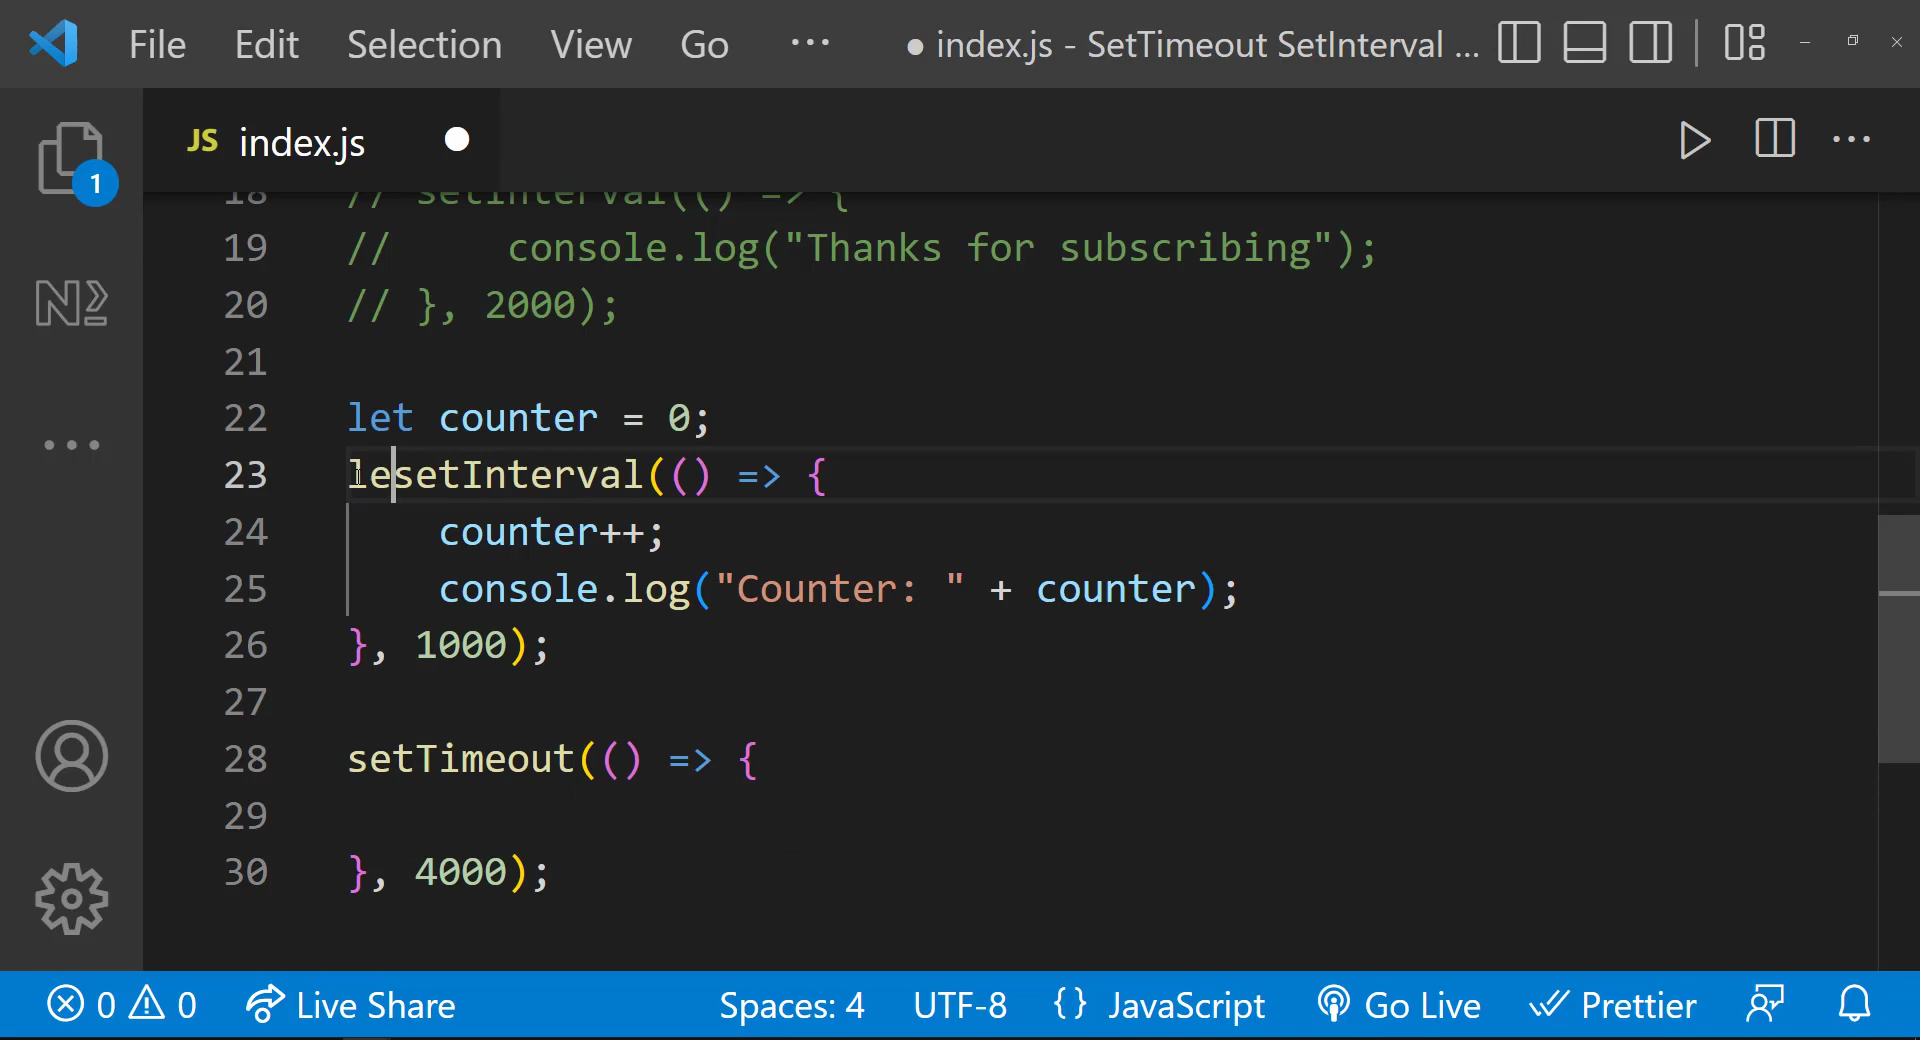 File Edit Selection View Go ··· ● index.js - SetTimeout SetInterval ...
JS index.js
1
18 // setInterval(() => {
19 //     console.log("Thanks for subscribing");
20 // }, 2000);
21
22 let counter = 0;
23 lesetInterval(() => {
24     counter++;
25     console.log("Counter: " + counter);
26 }, 1000);
27
28 setTimeout(() => {
29
30 }, 4000);
0 0 Live Share Spaces: 4 UTF-8 {} JavaScript Go Live Prettier